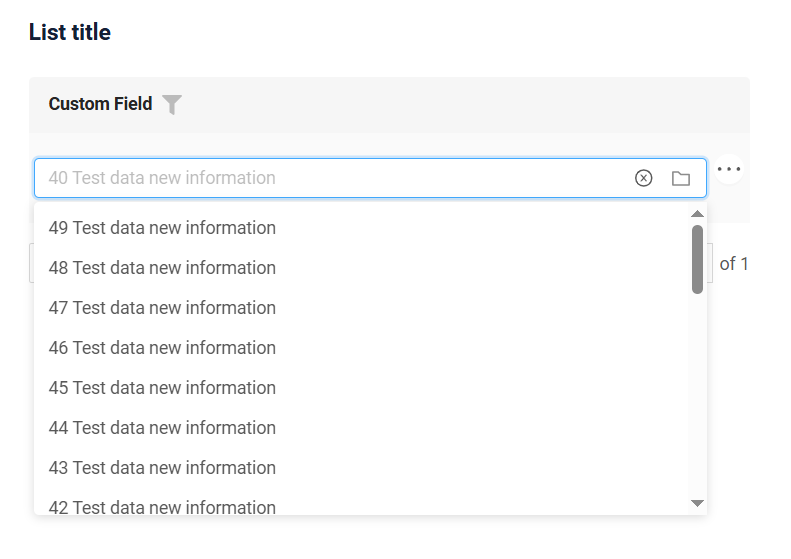 List title
Custom Field
40 Test data new information
49 Test data new information
48 Test data new information
47 Test data new information
46 Test data new information
45 Test data new information
44 Test data new information
43 Test data new information
42 Test data new information
of 1